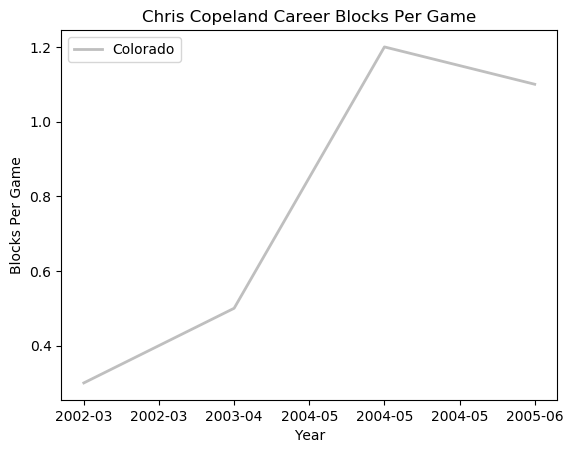 Chris Copeland Career Blocks Per Game
Colorado
Blocks Per Game
1.2
1.0
0.8
0.6
0.4
2002-03 2002-03 2003-04 2004-05 2004-05 2004-05 2005-06
Year